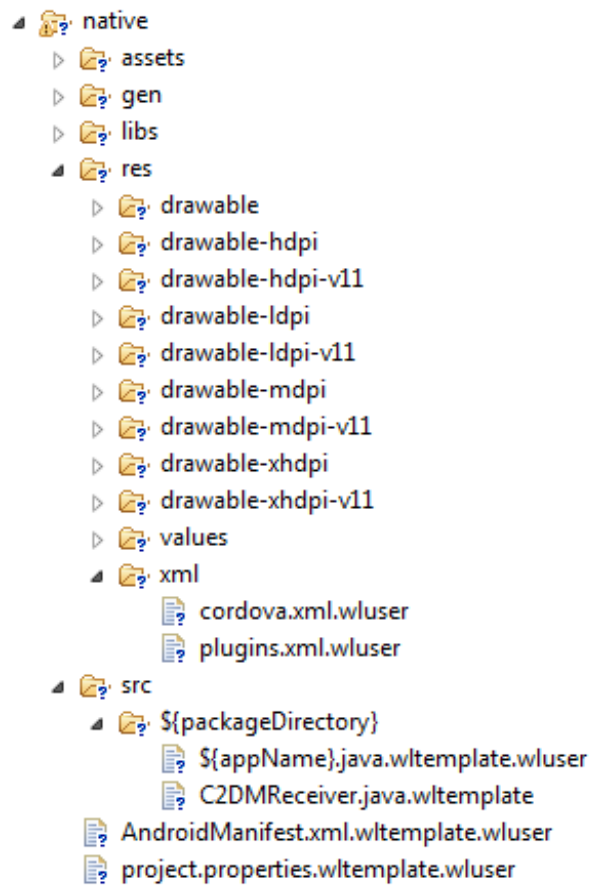 native
assets
gen
libs
res
drawable
drawable-hdpi
drawable-hdpi-v11
drawable-ldpi
drawable-ldpi-v11
drawable-mdpi
drawable-mdpi-v11
drawable-xhdpi
drawable-xhdpi-v11
values
xml
cordova.xml.wluser
plugins.xml.wluser
src
${packageDirectory}
${appName}.java.wltemplate.wluser
C2DMReceiver.java.wltemplate
AndroidManifest.xml.wltemplate.wluser
project.properties.wltemplate.wluser